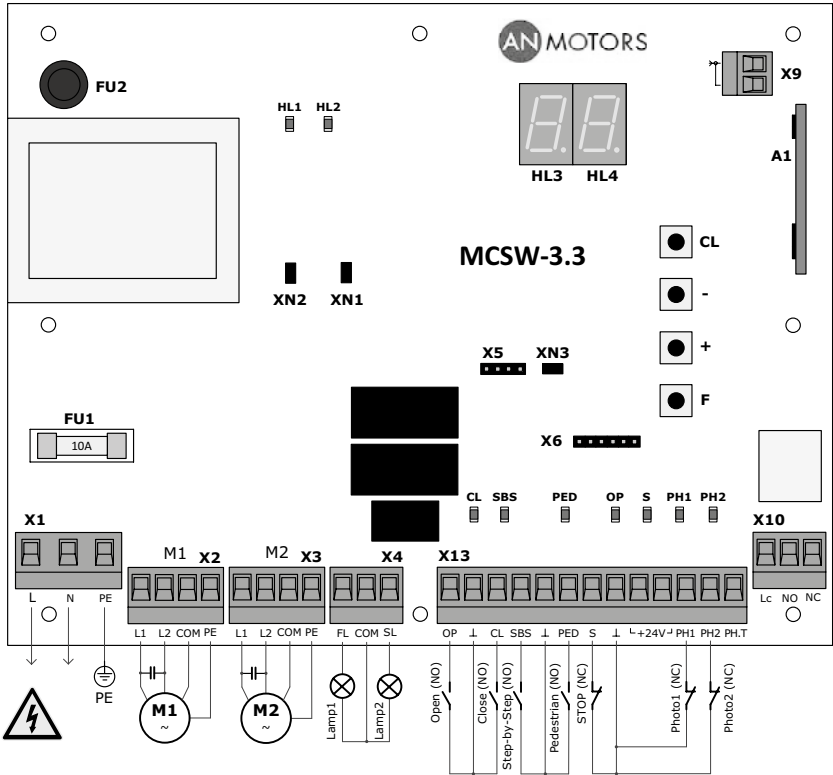 AN MOTORS
FU2
X9
HL1 HL2
A1
HL3 HL4
MCSW-3.3
CL
-
+
F
XN2 XN1
X5 XN3
X6
FU1
10A
CL SBS PED OP S PH1 PH2
X1
M1 X2
M2 X3
X4
X13
X10
L N PE
L1 L2 COM PE
L1 L2 COM PE
FL COM SL
OP ⊥ CL SBS ⊥ PED S ⊥ +24V PH1 PH2 PH.T
Lc NO NC
PE
M1
~
M2
~
Lamp1
Lamp2
Open (NO)
Close (NO)
Step-by-Step (NO)
Pedestrian (NO)
STOP (NC)
Photo1 (NC)
Photo2 (NC)